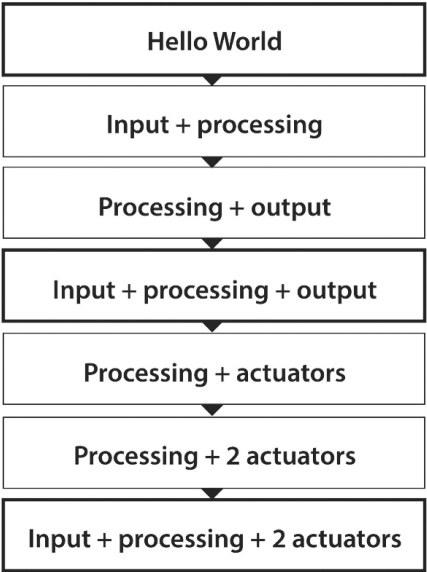 Hello World
Input + processing
Processing + output
Input + processing + output
Processing + actuators
Processing + 2 actuators
Input + processing + 2 actuators